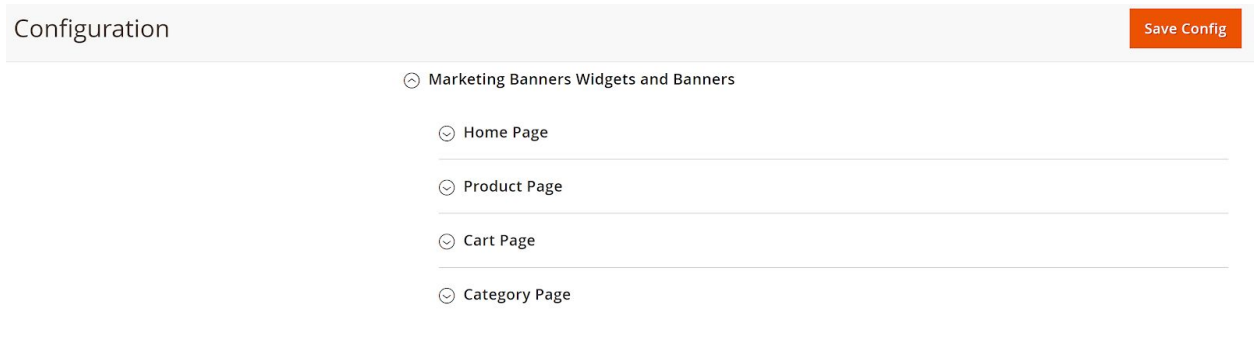 Configuration
Save Config
Marketing Banners Widgets and Banners
Home Page
Product Page
Cart Page
Category Page